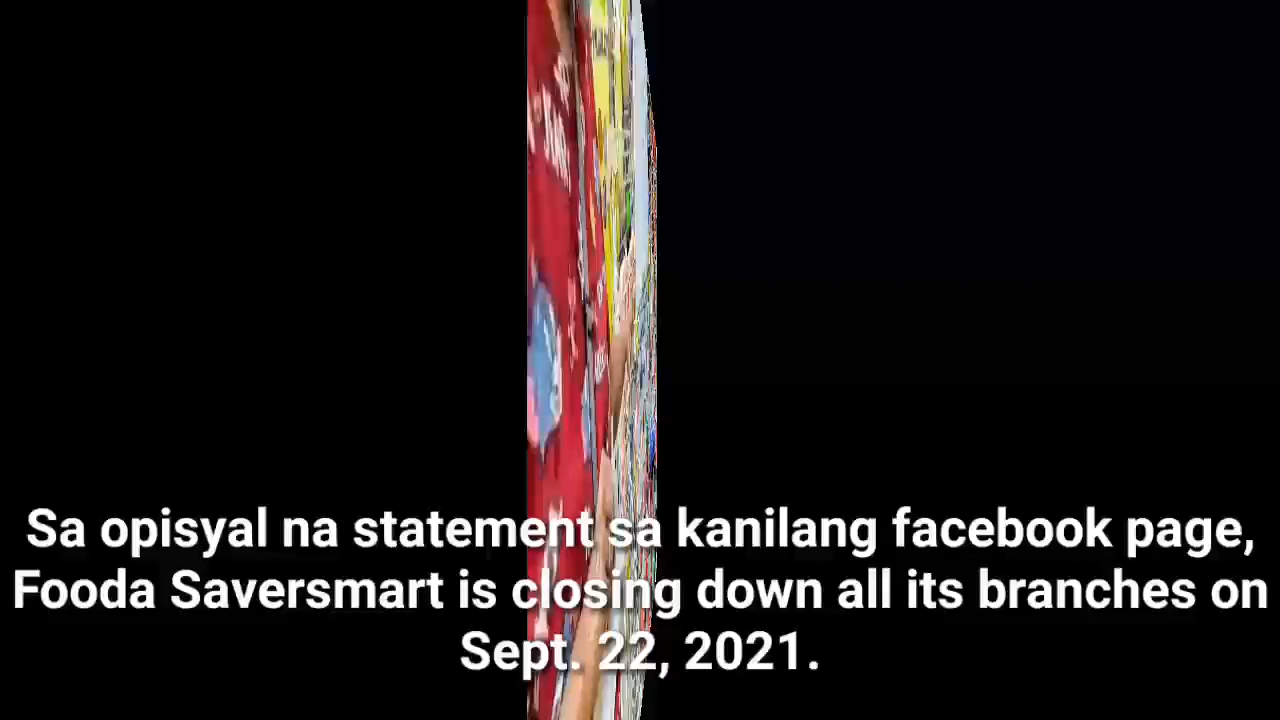 Sa opisyal na statement sa kanilang facebook page,
Fooda Saversmart is closing down all its branches on
Sept. 22, 2021.